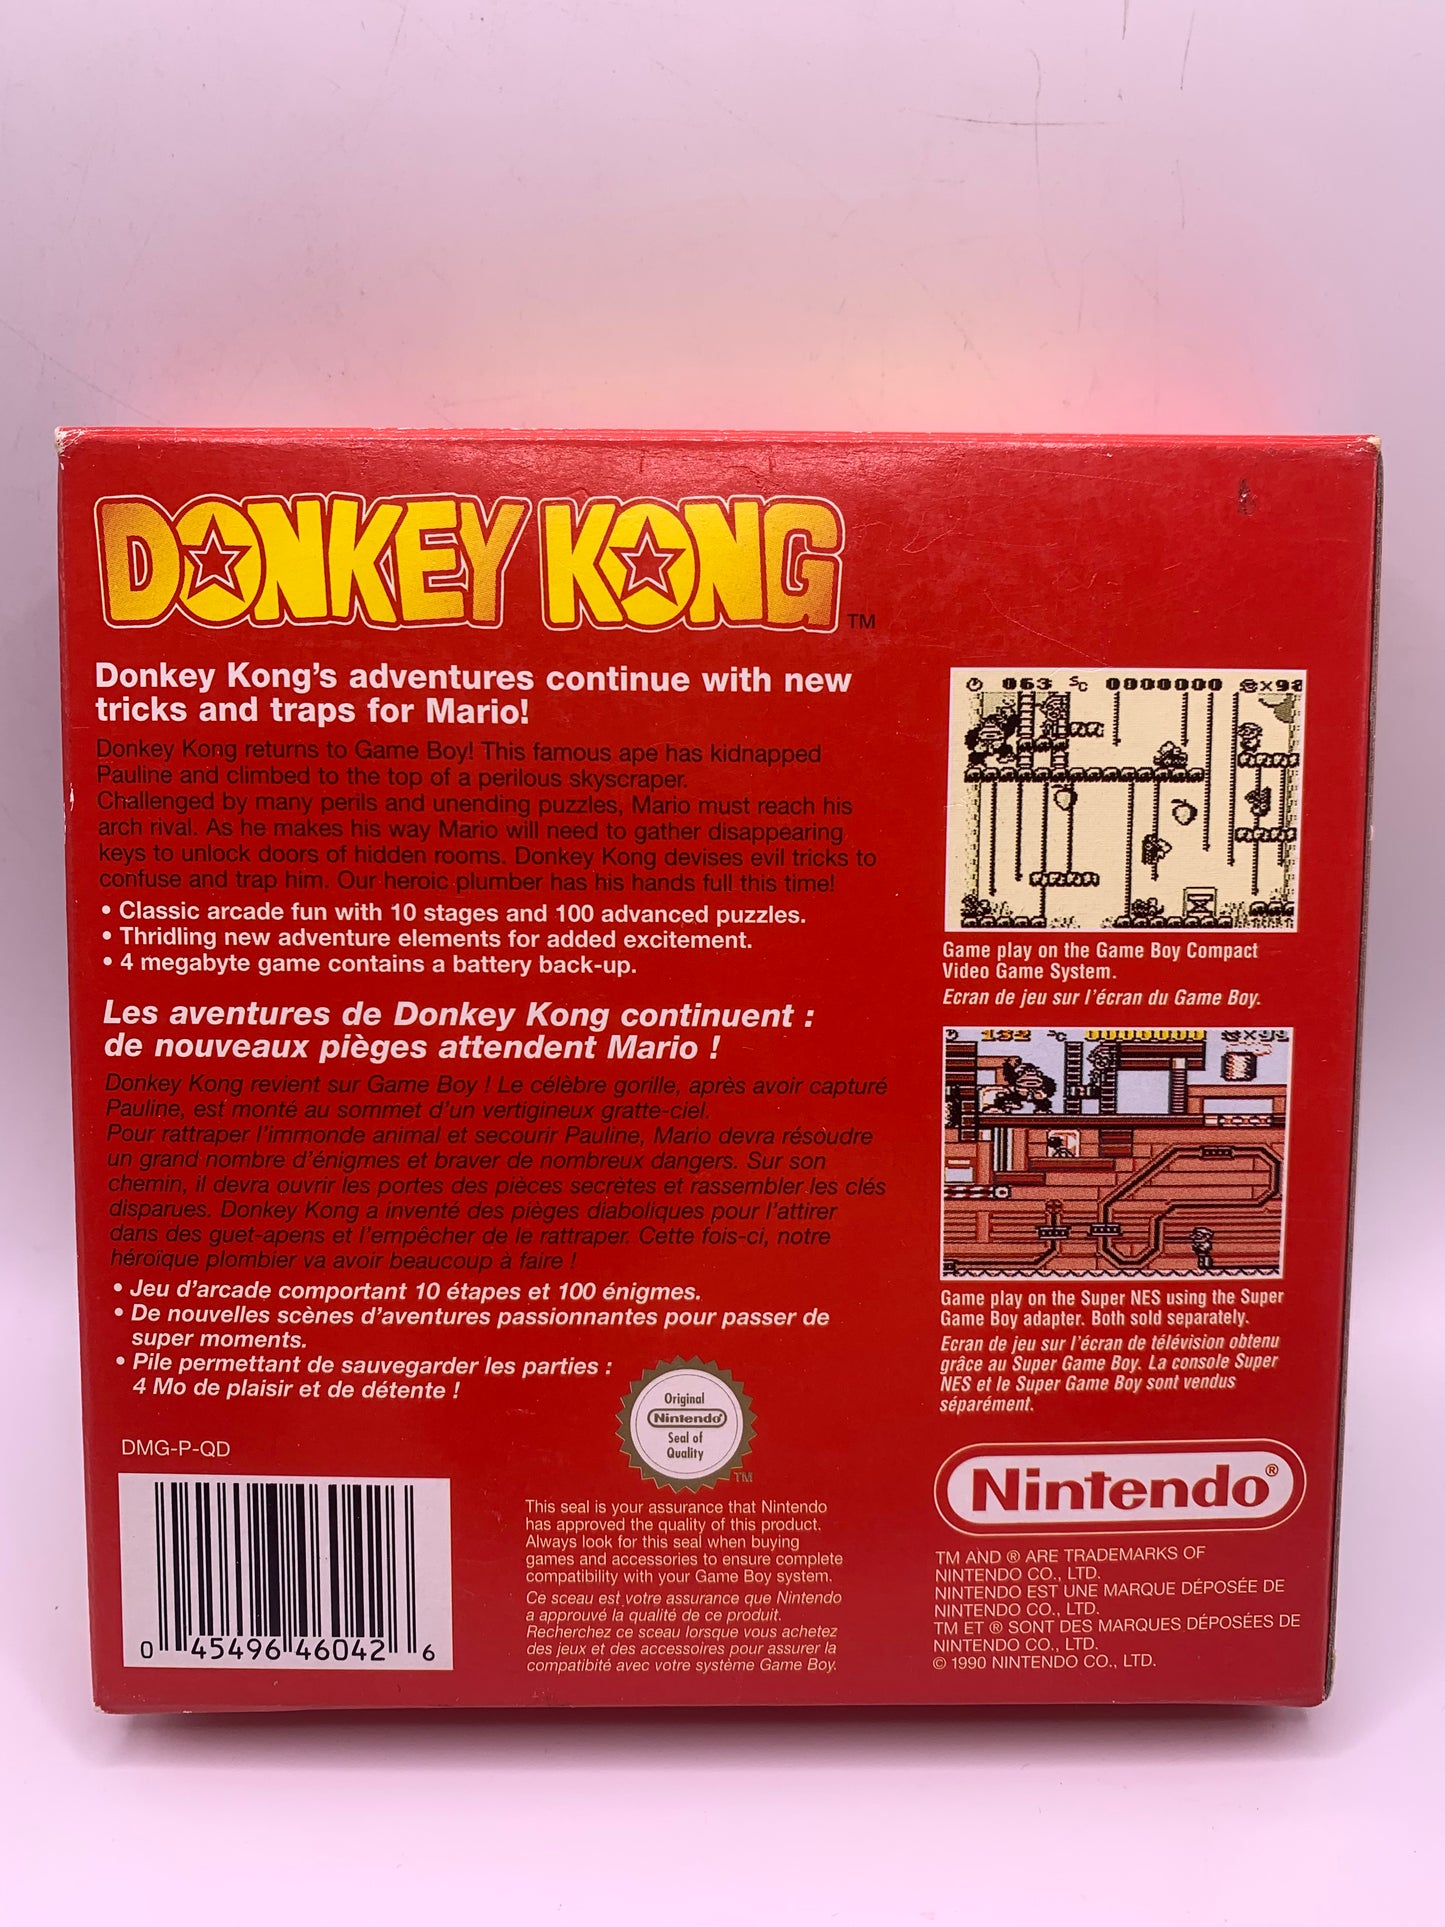 DONKEY KONG™
Donkey Kong's adventures continue with new
tricks and traps for Mario!
Donkey Kong returns to Game Boy! This famous ape has kidnapped
Pauline and climbed to the top of a perilous skyscraper.
Challenged by many perils and unending puzzles, Mario must reach his
arch rival. As he makes his way Mario will need to gather disappearing
keys to unlock doors of hidden rooms. Donkey Kong devises evil tricks to
confuse and trap him. Our heroic plumber has his hands full this time!
• Classic arcade fun with 10 stages and 100 advanced puzzles.
• Thridling new adventure elements for added excitement.
• 4 megabyte game contains a battery back-up.
Les aventures de Donkey Kong continuent :
de nouveaux pièges attendent Mario !
Donkey Kong revient sur Game Boy ! Le célèbre gorille, après avoir capturé
Pauline, est monté au sommet d'un vertigineux gratte-ciel.
Pour rattraper l'immonde animal et secourir Pauline, Mario devra résoudre
un grand nombre d'énigmes et braver de nombreux dangers. Sur son
chemin, il devra ouvrir les portes des pièces secrètes et rassembler les clés
disparues. Donkey Kong a inventé des pièges diaboliques pour l'attirer
dans des guet-apens et l'empêcher de le rattraper. Cette fois-ci, notre
héroïque plombier va avoir beaucoup à faire !
• Jeu d'arcade comportant 10 étapes et 100 énigmes.
• De nouvelles scènes d'aventures passionnantes pour passer de
super moments.
• Pile permettant de sauvegarder les parties :
4 Mo de plaisir et de détente !
DMG-P-QD
0 45496 46042 6
Original
Nintendo
Seal of
Quality
TM
This seal is your assurance that Nintendo
has approved the quality of this product.
Always look for this seal when buying
games and accessories to ensure complete
compatibility with your Game Boy system.
Ce sceau est votre assurance que Nintendo
a approuvé la qualité de ce produit.
Recherchez ce sceau lorsque vous achetez
des jeux et des accessoires pour assurer la
compatibité avec votre système Game Boy.
063 SC 0000000 ×98
Game play on the Game Boy Compact
Video Game System.
Ecran de jeu sur l'écran du Game Boy.
132 SC 0000000
Game play on the Super NES using the Super
Game Boy adapter. Both sold separately.
Ecran de jeu sur l'écran de télévision obtenu
grâce au Super Game Boy. La console Super
NES et le Super Game Boy sont vendus
séparément.
Nintendo®
TM AND ® ARE TRADEMARKS OF
NINTENDO CO., LTD.
NINTENDO EST UNE MARQUE DÉPOSÉE DE
NINTENDO CO., LTD.
TM ET ® SONT DES MARQUES DÉPOSÉES DE
NINTENDO CO., LTD.
© 1990 NINTENDO CO., LTD.